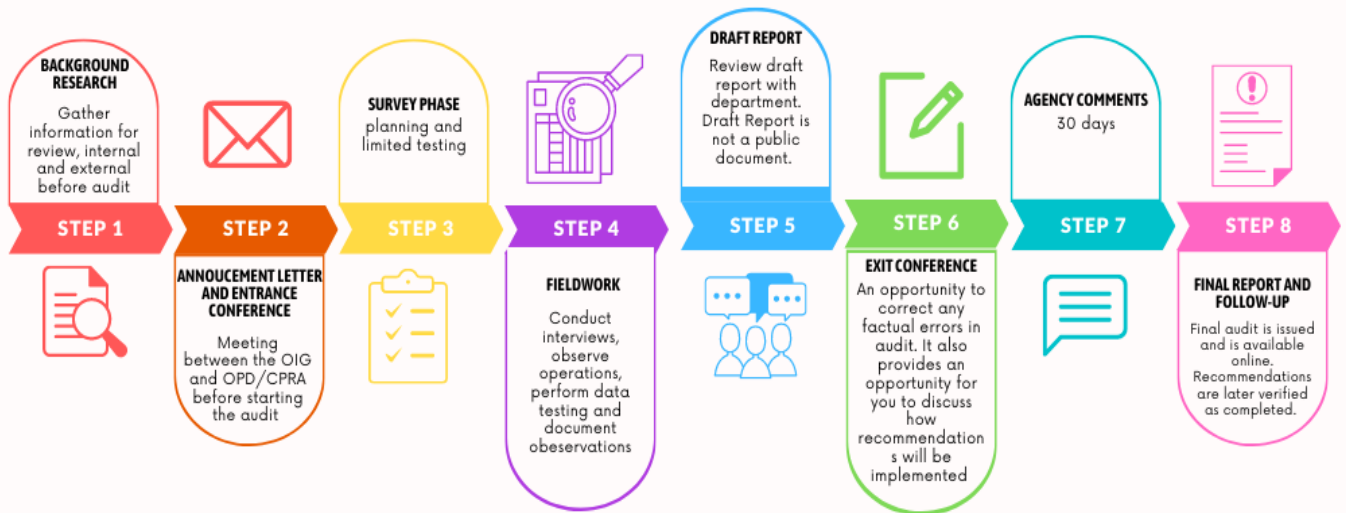 BACKGROUND
RESEARCH
Gather
information for
review, internal
and external
before audit
STEP 1
STEP 2
ANNOUCEMENT LETTER
AND ENTRANCE
CONFERENCE
Meeting
between the OIG
and OPD/CPRA
before starting
the audit
SURVEY PHASE
planning and
limited testing
STEP 3
STEP 4
FIELDWORK
Conduct
interviews,
observe
operations,
perform data
testing and
document
obeservations
DRAFT REPORT
Review draft
report with
department.
Draft Report is
not a public
document.
STEP 5
STEP 6
EXIT CONFERENCE
An opportunity to
correct any
factual errors in
audit. It also
provides an
opportunity for
you to discuss
how
recommendation
s will be
implemented
AGENCY COMMENTS
30 days
STEP 7
STEP 8
FINAL REPORT AND
FOLLOW-UP
Final audit is issued
and is available
online.
Recommendations
are later verified
as completed.